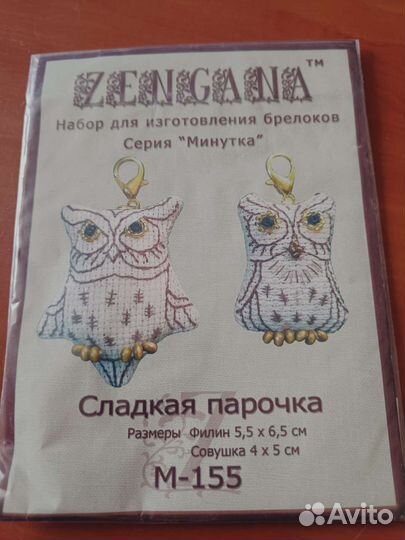 ZENGANA™
Набор для изготовления брелоков
Серия "Минутка"
Сладкая парочка
Размеры Филин 5,5 х 6,5 см
Совушка 4 х 5 см
М-155
Avito